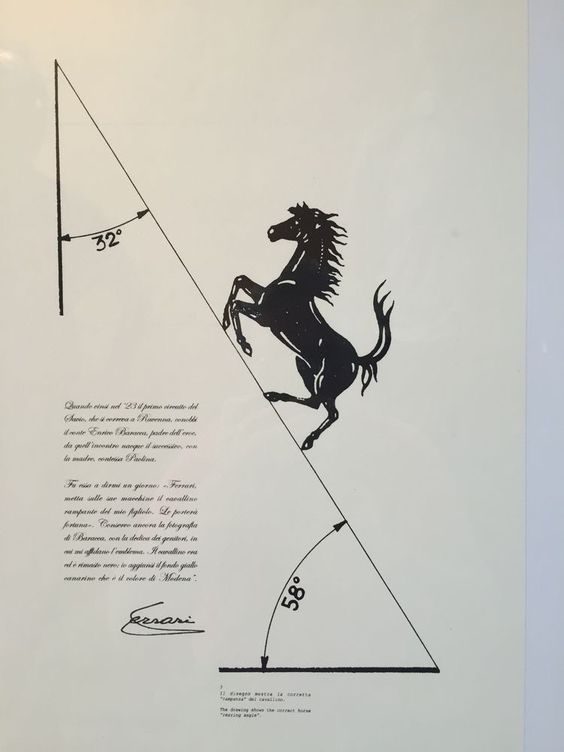 32°
Quando vinsi nel '23 il primo circuito del
Savio, che si correva a Ravenna, conobbi
il conte Enrico Baracca, padre dell'eroe,
da quell'incontro nacque il successivo, con
la madre, contessa Paolina.
Fu essa a dirmi un giorno: «Ferrari,
metta sulle sue macchine il cavallino
rampante del mio figliolo. Le porterà
fortuna». Conservo ancora la fotografia
di Baracca, con la dedica dei genitori, in
cui mi affidano l'emblema. Il cavallino era
ed è rimasto nero; io aggiunsi il fondo giallo
canarino che è il colore di Modena".
Ferrari
58°
7
Il disegno mostra la corretta
"rampanza" del cavallino.
The drawing shows the correct horse
"rearing angle".